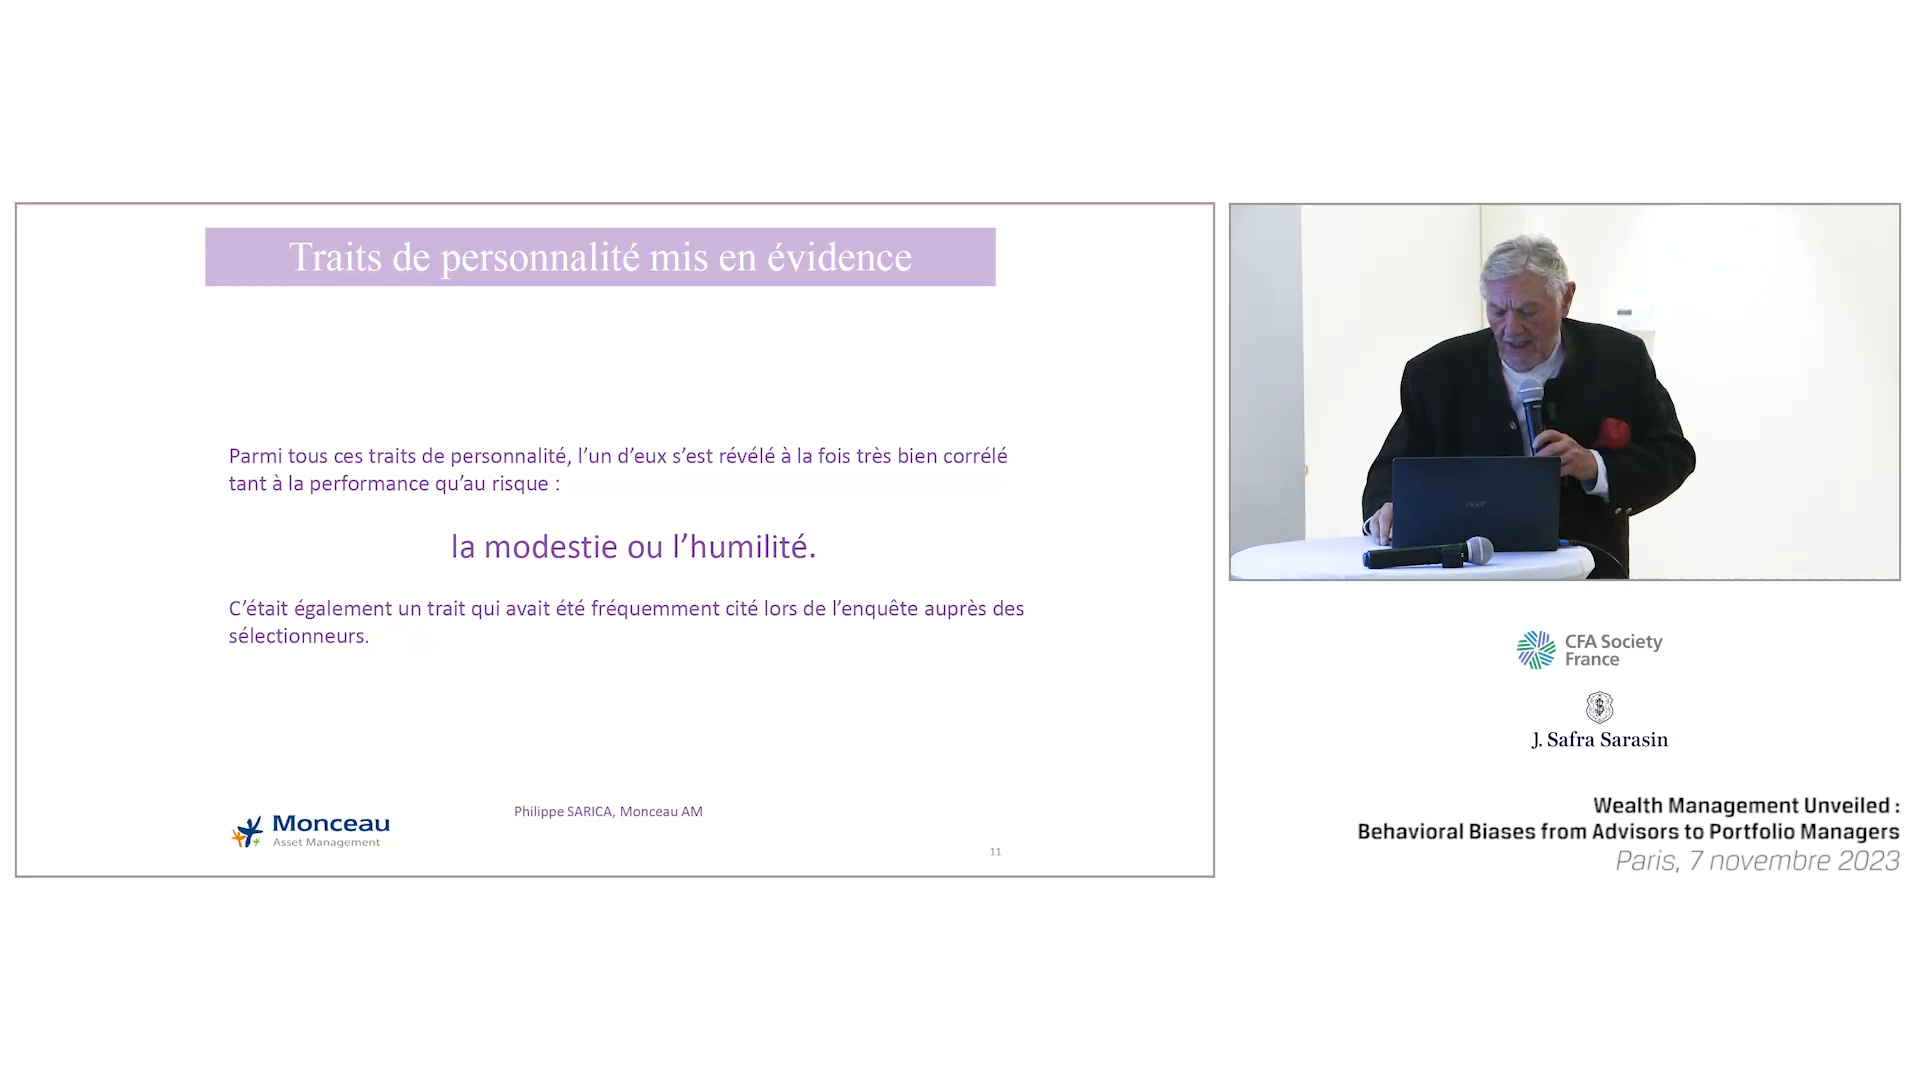 Traits de personnalité mis en évidence
Parmi tous ces traits de personnalité, l’un d’eux s’est révélé à la fois très bien corrélé
tant à la performance qu’au risque :
la modestie ou l’humilité.
C’était également un trait qui avait été fréquemment cité lors de l’enquête auprès des
sélectionneurs.
Philippe SARICA, Monceau AM
Monceau
Asset Management
11
acer
CFA Society
France
J. Safra Sarasin
Wealth Management Unveiled :
Behavioral Biases from Advisors to Portfolio Managers
Paris, 7 novembre 2023